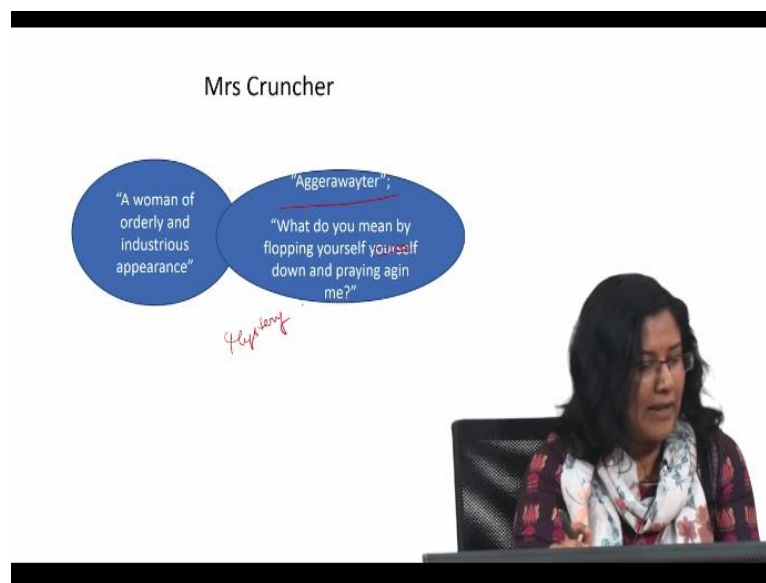 Mrs Cruncher
“A woman of
orderly and
industrious
appearance”
“Aggerawayter”;
“What do you mean by
flopping yourself yourself
down and praying agin
me?”
Mystery